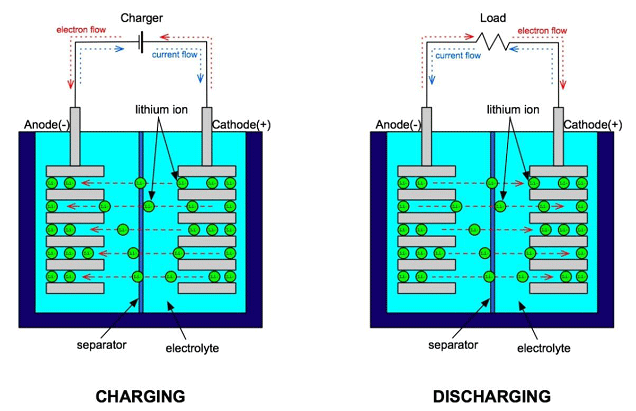 Charger
electron flow
current flow
lithium ion
Anode(-)
Cathode(+)
separator
electrolyte
CHARGING
Load
electron flow
current flow
lithium ion
Anode(-)
Cathode(+)
separator
electrolyte
DISCHARGING